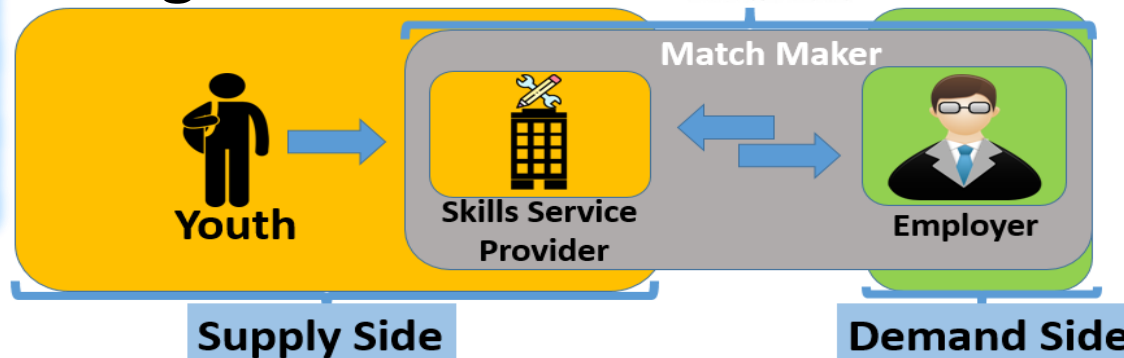 Match Maker
Youth
Skills Service
Provider
Employer
Supply Side
Demand Side